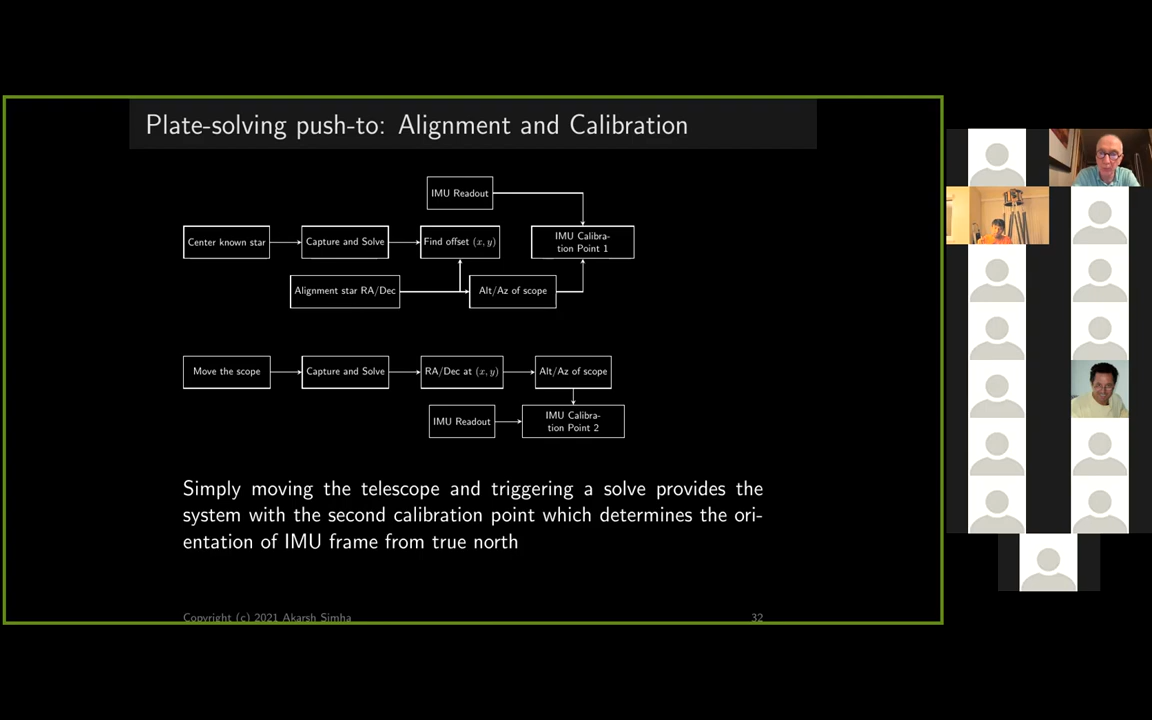 Plate-solving push-to: Alignment and Calibration
IMU Readout
Center known star
Capture and Solve
Find offset (x, y)
IMU Calibra-
tion Point 1
Alignment star RA/Dec
Alt/Az of scope
Move the scope
Capture and Solve
RA/Dec at (x, y)
Alt/Az of scope
IMU Readout
IMU Calibra-
tion Point 2
Simply moving the telescope and triggering a solve provides the
system with the second calibration point which determines the ori-
entation of IMU frame from true north
Copyright (c) 2021 Akarsh Simha
32